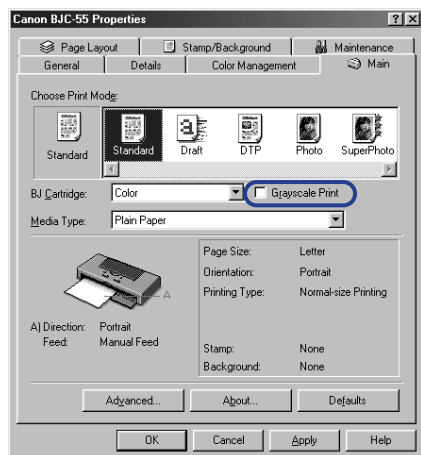 Canon BJC-55 Properties ? X
Page Layout Stamp/Background Maintenance
General Details Color Management Main
Choose Print Mode:
Standard Standard Draft DTP Photo SuperPhoto
BJ Cartridge: Color Grayscale Print
Media Type: Plain Paper
A
A) Direction: Portrait
Feed: Manual Feed
Page Size: Letter
Orientation: Portrait
Printing Type: Normal-size Printing
Stamp: None
Background: None
Advanced... About... Defaults
OK Cancel Apply Help